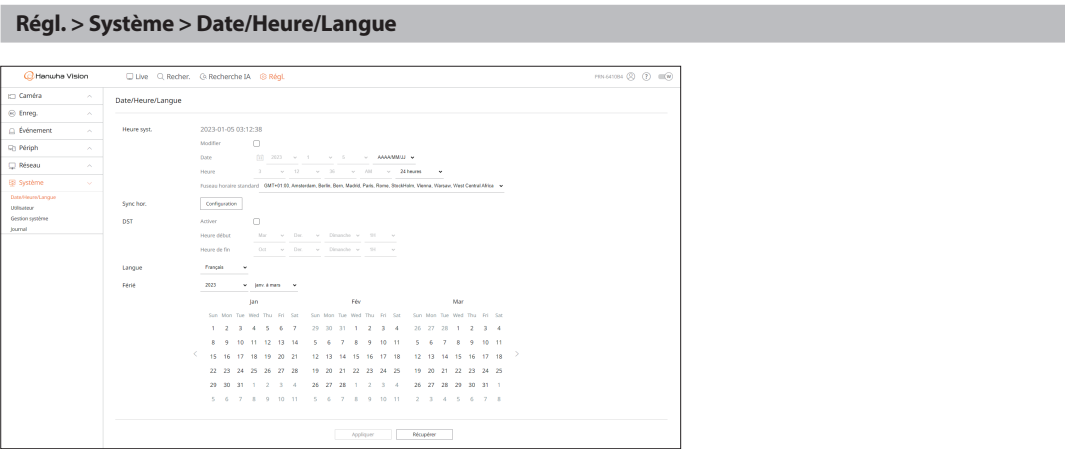 Régl. > Système > Date/Heure/Langue
Hanwha Vision Live Recher. Recherche IA Régl. PRN-6410B4 ? W
Caméra
Date/Heure/Langue
Enreg.
Événement Heure syst. 2023-01-05 03:12:38
Modifier
Périph Date 2023 1 5 AAAA/MM/JJ
Réseau Heure 3 12 AM 24 heures
Système Fuseau horaire standard GMT+01:00. Amsterdam, Berlin, Bern, Madrid, Paris, Rome, Stockholm, Vienna, Warsaw, West Central Africa
Date/Heure/Langue
Utilisateur Sync hor. Configuration
Gestion système DST Activer
Journal Heure début Mar Der. Dimanche
Heure de fin Der. Dimanche
Langue Français
Férié 2023 janv. à mars
Jan Fév Mar
Sun Mon Tue Wed Thu Fri Sat Sun Mon Tue Wed Thu Fri Sat Sun Mon Tue Wed Thu Fri Sat
1 2 3 4 5 6 7 29 30 31 1 2 3 4 26 27 28 1 2 3 4
8 9 10 11 12 13 14 5 6 7 8 9 10 11 5 6 7 8 9 10 11
< 15 16 17 18 19 20 21 12 13 14 15 16 17 18 12 13 14 15 16 17 18 >
22 23 24 25 26 27 28 19 20 21 22 23 24 25 19 20 21 22 23 24 25
29 30 31 1 2 3 4 26 27 28 1 2 3 4 26 27 28 29 30 31 1
5 6 7 8 9 10 11 5 6 7 8 9 10 11 2 3 4 5 6 7 8
Appliquer Récupérer